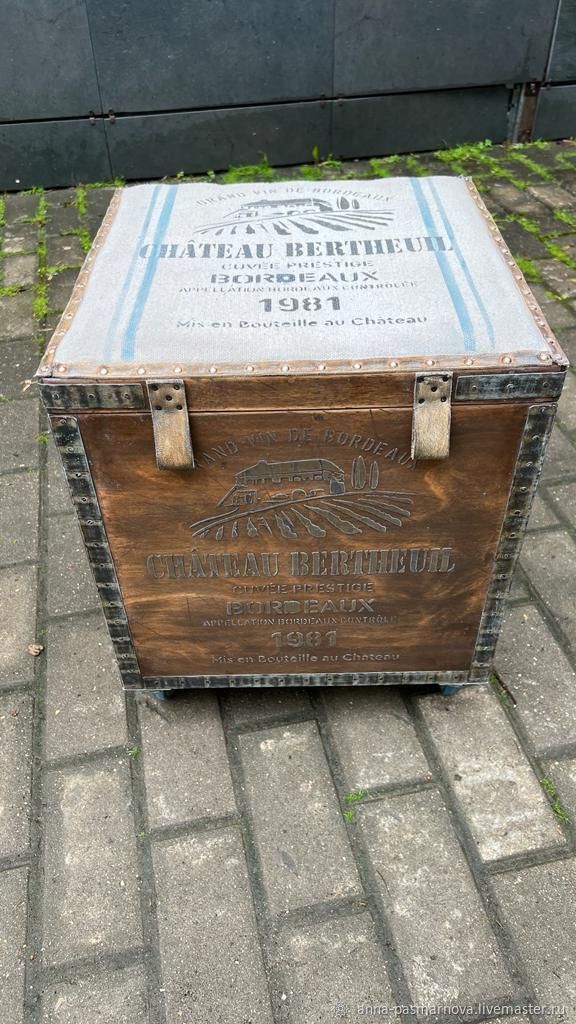 GRAND VIN DE BORDEAUX
CHÂTEAU BERTHEUIL
CUVÉE PRESTIGE
BORDEAUX
APPELLATION BORDEAUX CONTRÔLÉE
1981
Mis en Bouteille au Château
GRAND VIN DE BORDEAUX
CHÂTEAU BERTHEUIL
CUVÉE PRESTIGE
BORDEAUX
APPELLATION BORDEAUX CONTRÔLÉE
1981
Mis en Bouteille au Château
anna-pasmarnova.livemaster.ru